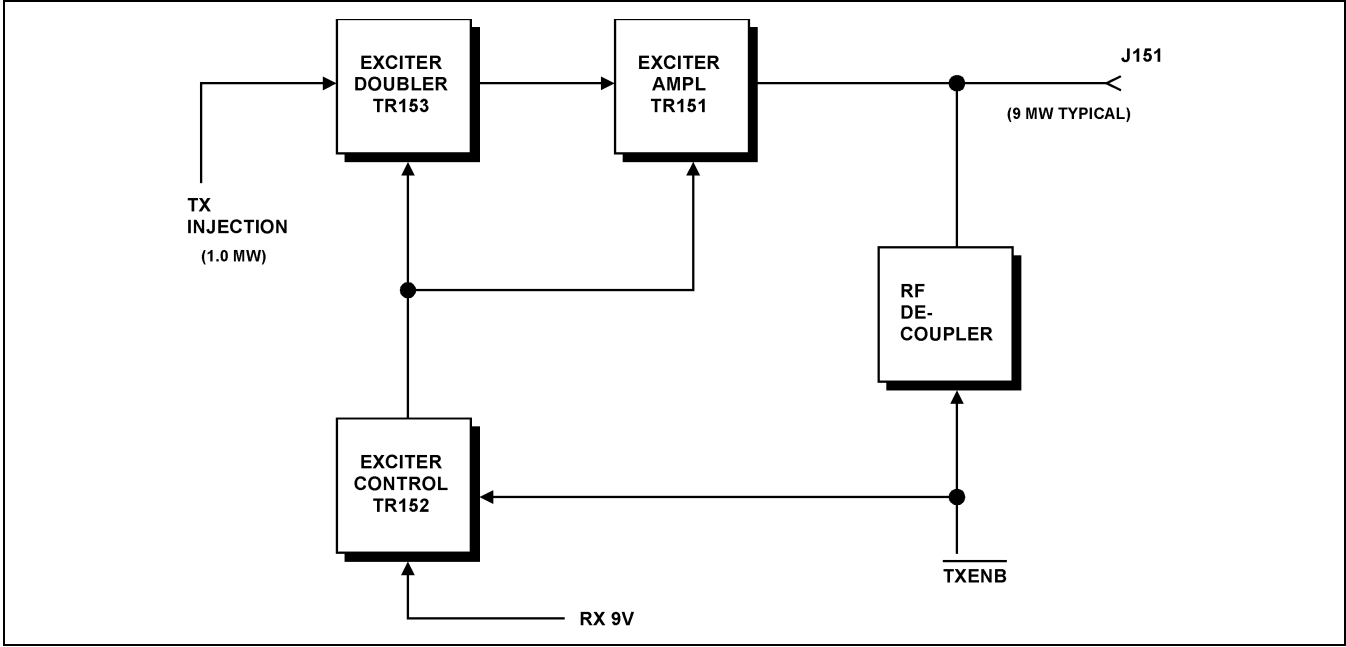 EXCITER
DOUBLER
TR153
EXCITER
AMPL
TR151
J151
(9 MW TYPICAL)
TX
INJECTION
(1.0 MW)
RF
DE-
COUPLER
EXCITER
CONTROL
TR152
TXENB
RX 9V